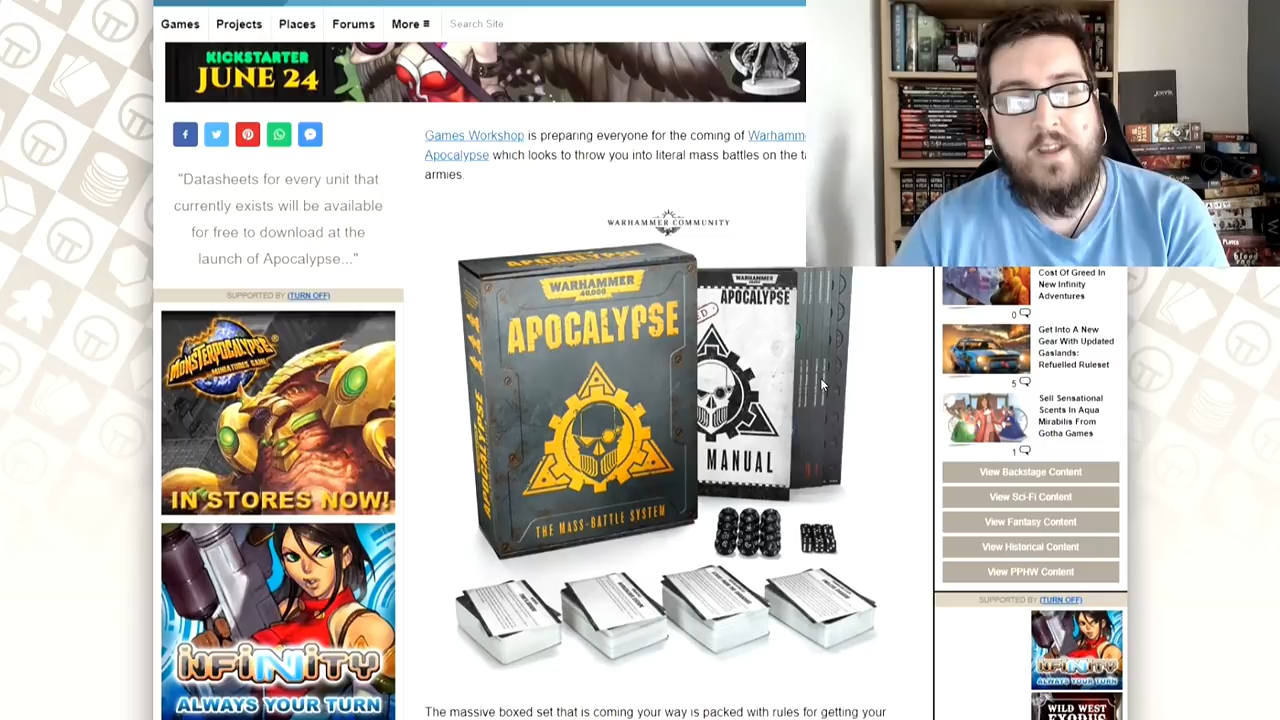 Games Projects Places Forums More ≡ Search Site
KICKSTARTER
JUNE 24
"Datasheets for every unit that
currently exists will be available
for free to download at the
launch of Apocalypse..."
SUPPORTED BY (TURN OFF)
MONSTERPOCALYPSE
MINIATURES GAME
IN STORES NOW!
INFINITY
ALWAYS YOUR TURN
Games Workshop is preparing everyone for the coming of Warhamme
Apocalypse which looks to throw you into literal mass battles on the ta
armies.
WARHAMMER COMMUNITY
APOCALYPSE
WARHAMMER
40,000
APOCALYPSE
THE MASS-BATTLE SYSTEM
APOCALYPSE
WARHAMMER
APOCALYPSE
MANUAL
The massive boxed set that is coming your way is packed with rules for getting your
Cost Of Greed In
New Infinity
Adventures
0
Get Into A New
Gear With Updated
Gaslands:
Refuelled Ruleset
5
Sell Sensational
Scents In Aqua
Mirabilis From
Gotha Games
1
View Backstage Content
View Sci-Fi Content
View Fantasy Content
View Historical Content
View PPHW Content
SUPPORTED BY (TURN OFF)
INFINITY
ALWAYS YOUR TURN
WILD WEST
EXODUS